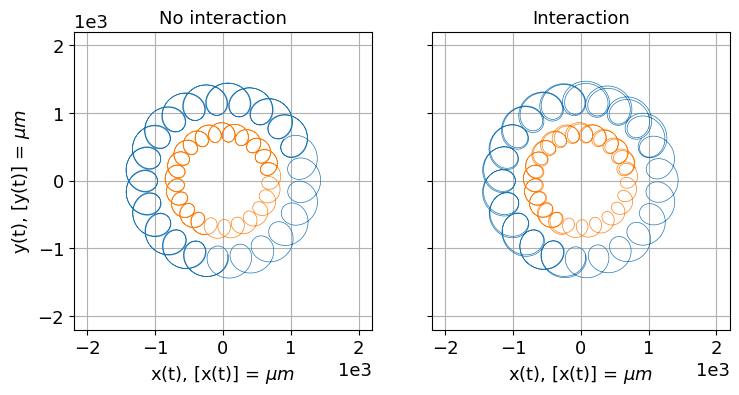 No interaction
Interaction
1e3
2
1
0
−1
−2
y(t), [y(t)] = μm
−2 −1 0 1 2
−2 −1 0 1 2
1e3
1e3
x(t), [x(t)] = μm
x(t), [x(t)] = μm